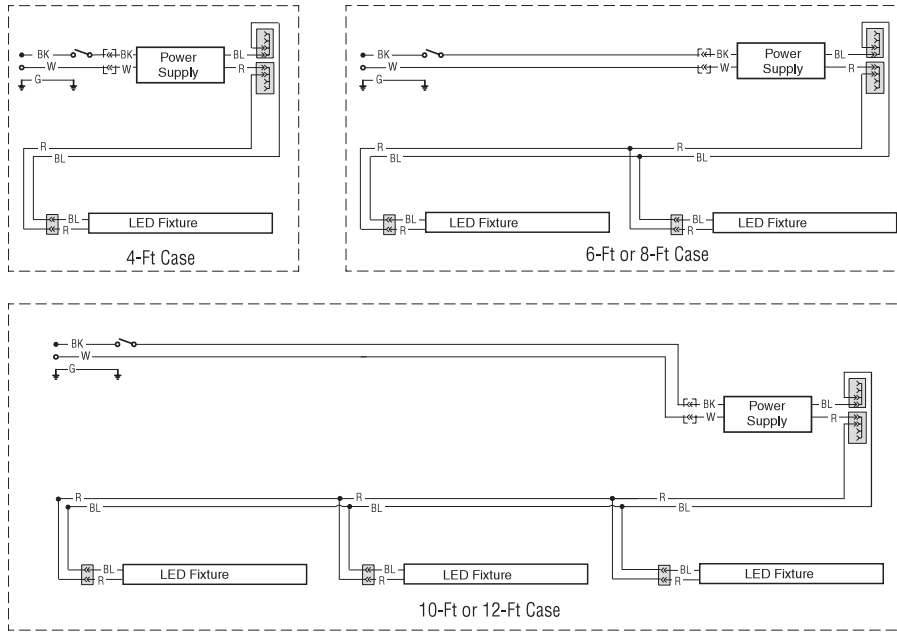 BK
BK
Power
Supply
BL
W
W
R
G
R
BL
BL
R
LED Fixture
4-Ft Case
BK
BK
Power
Supply
BL
W
W
R
G
R
R
BL
BL
BL
R
LED Fixture
BL
R
LED Fixture
6-Ft or 8-Ft Case
BK
W
G
BK
Power
Supply
BL
W
R
R
R
R
BL
BL
BL
BL
R
LED Fixture
BL
R
LED Fixture
BL
R
LED Fixture
10-Ft or 12-Ft Case